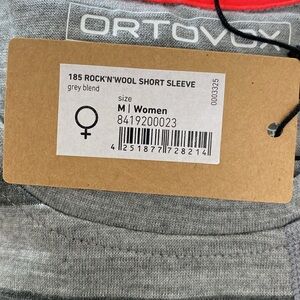 ORTOVOX
185 ROCK'N'WOOL SHORT SLEEVE
grey blend
0003325
size
M | Women
8419200023
4 251877 728214